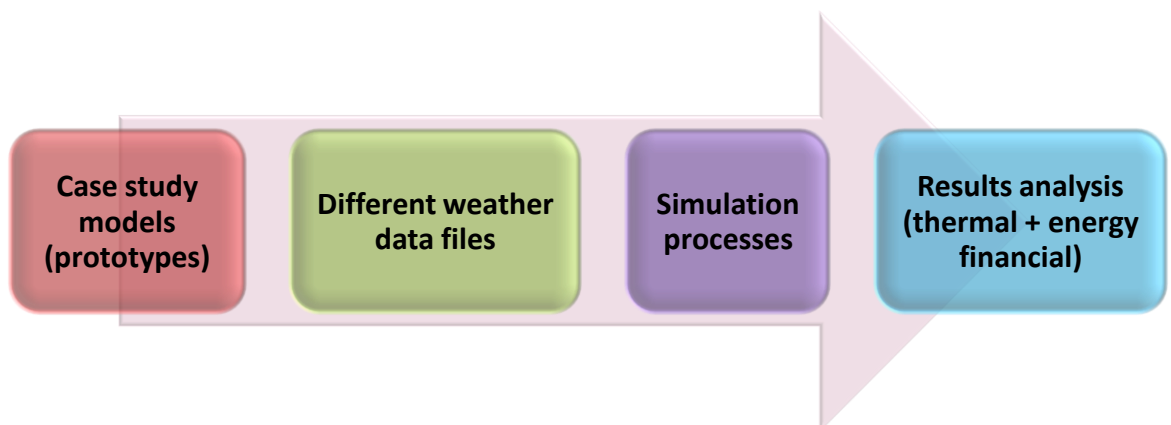 Case study
models
(prototypes)
Different weather
data files
Simulation
processes
Results analysis
(thermal + energy
financial)